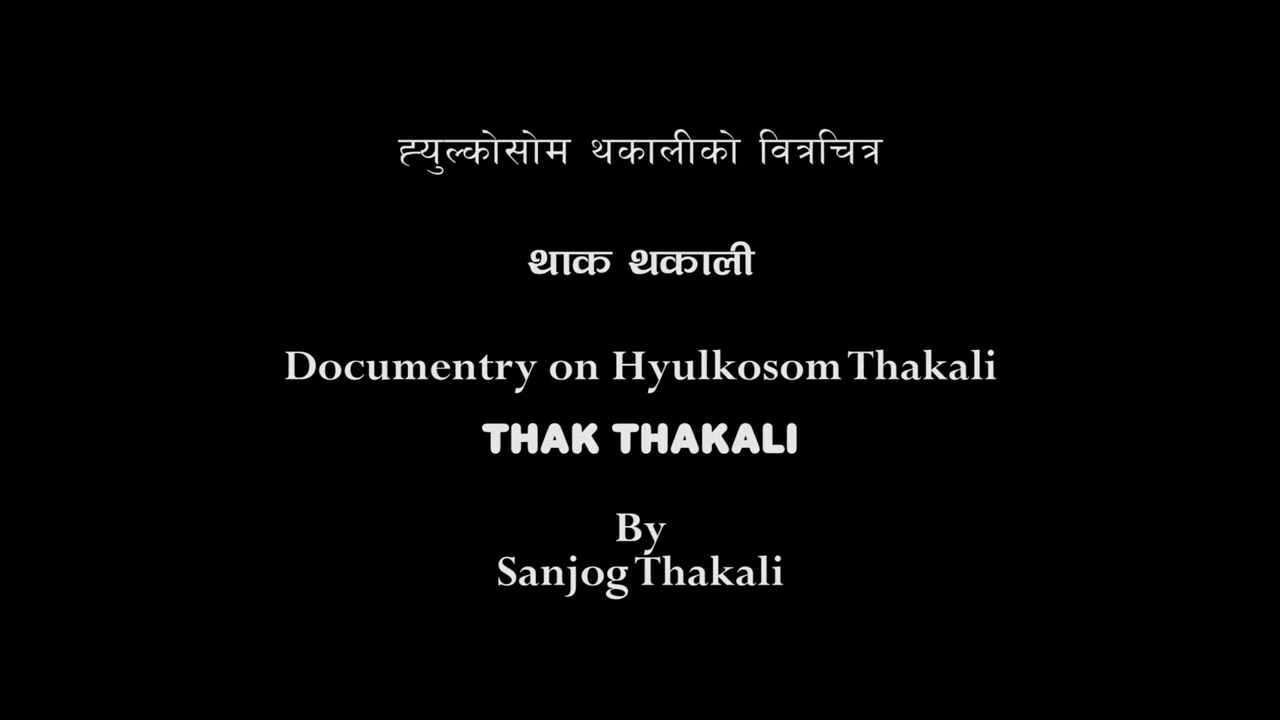 ह्युल्कोसोम थकालीको वित्रचित्र
थाक थकाली
Documentry on Hyulkosom Thakali
THAK THAKALI
By
Sanjog Thakali